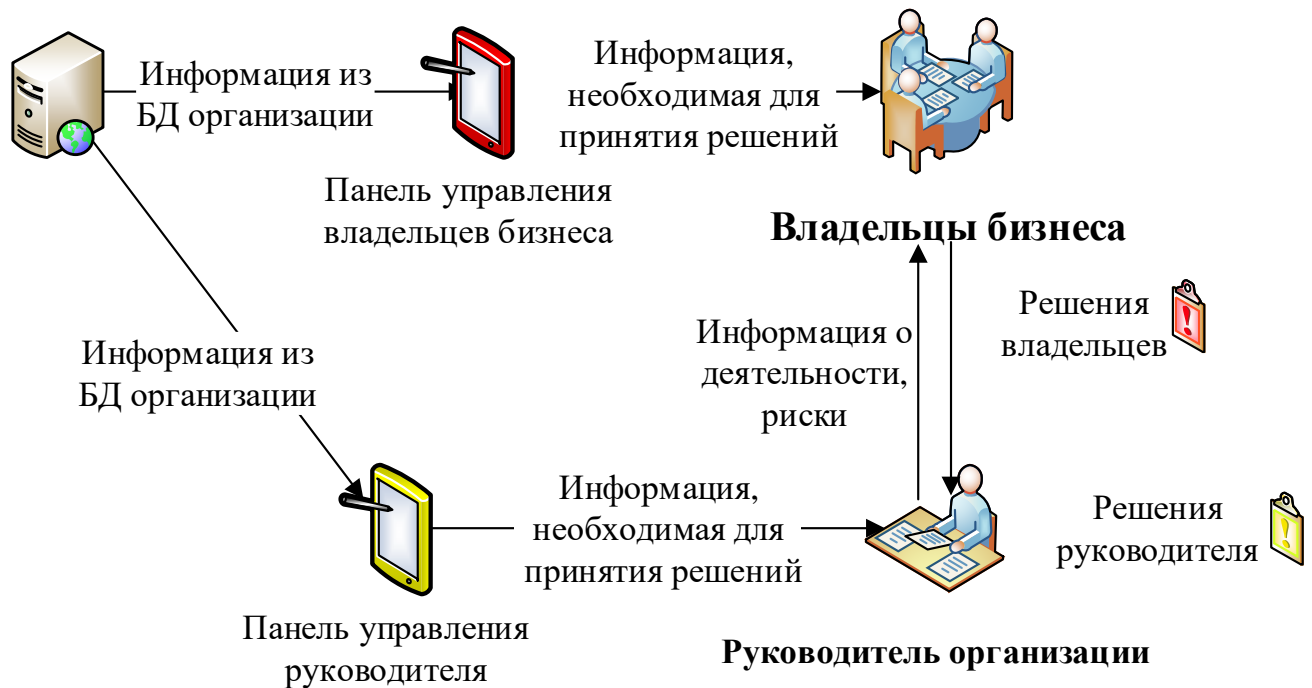 Информация из
БД организации
Информация,
необходимая для
принятия решений
Панель управления
владельцев бизнеса
Владельцы бизнеса
Решения
владельцев
Информация о
деятельности,
риски
Информация из
БД организации
Информация,
необходимая для
принятия решений
Решения
руководителя
Панель управления
руководителя
Руководитель организации